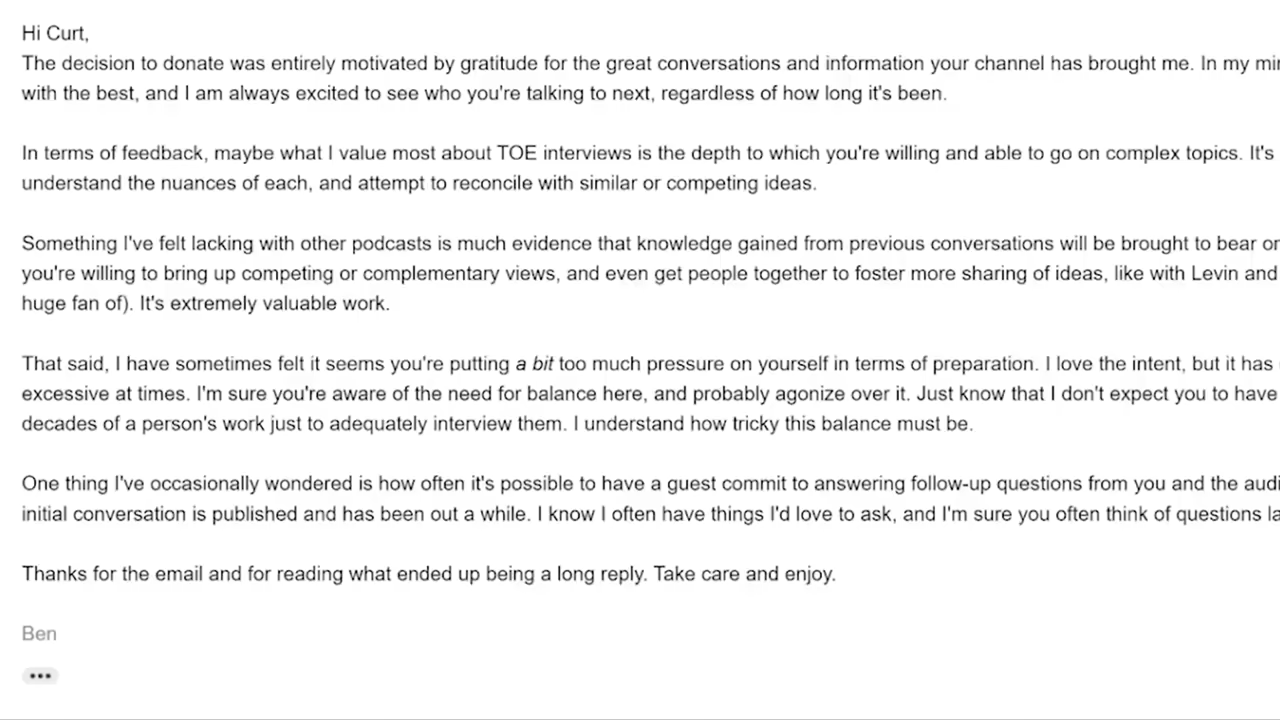 Hi Curt,
The decision to donate was entirely motivated by gratitude for the great conversations and information your channel has brought me. In my
with the best, and I am always excited to see who you're talking to next, regardless of how long it's been.
In terms of feedback, maybe what I value most about TOE interviews is the depth to which you're willing and able to go on complex topics. It's
understand the nuances of each, and attempt to reconcile with similar or competing ideas.
Something I've felt lacking with other podcasts is much evidence that knowledge gained from previous conversations will be brought to bear
you're willing to bring up competing or complementary views, and even get people together to foster more sharing of ideas, like with Levin and
huge fan of). It's extremely valuable work.
That said, I have sometimes felt it seems you're putting a bit too much pressure on yourself in terms of preparation. I love the intent, but it has
excessive at times. I'm sure you're aware of the need for balance here, and probably agonize over it. Just know that I don't expect you to have
decades of a person's work just to adequately interview them. I understand how tricky this balance must be.
One thing I've occasionally wondered is how often it's possible to have a guest commit to answering follow-up questions from you and the
initial conversation is published and has been out a while. I know I often have things I'd love to ask, and I'm sure you often think of questions
Thanks for the email and for reading what ended up being a long reply. Take care and enjoy.
Ben